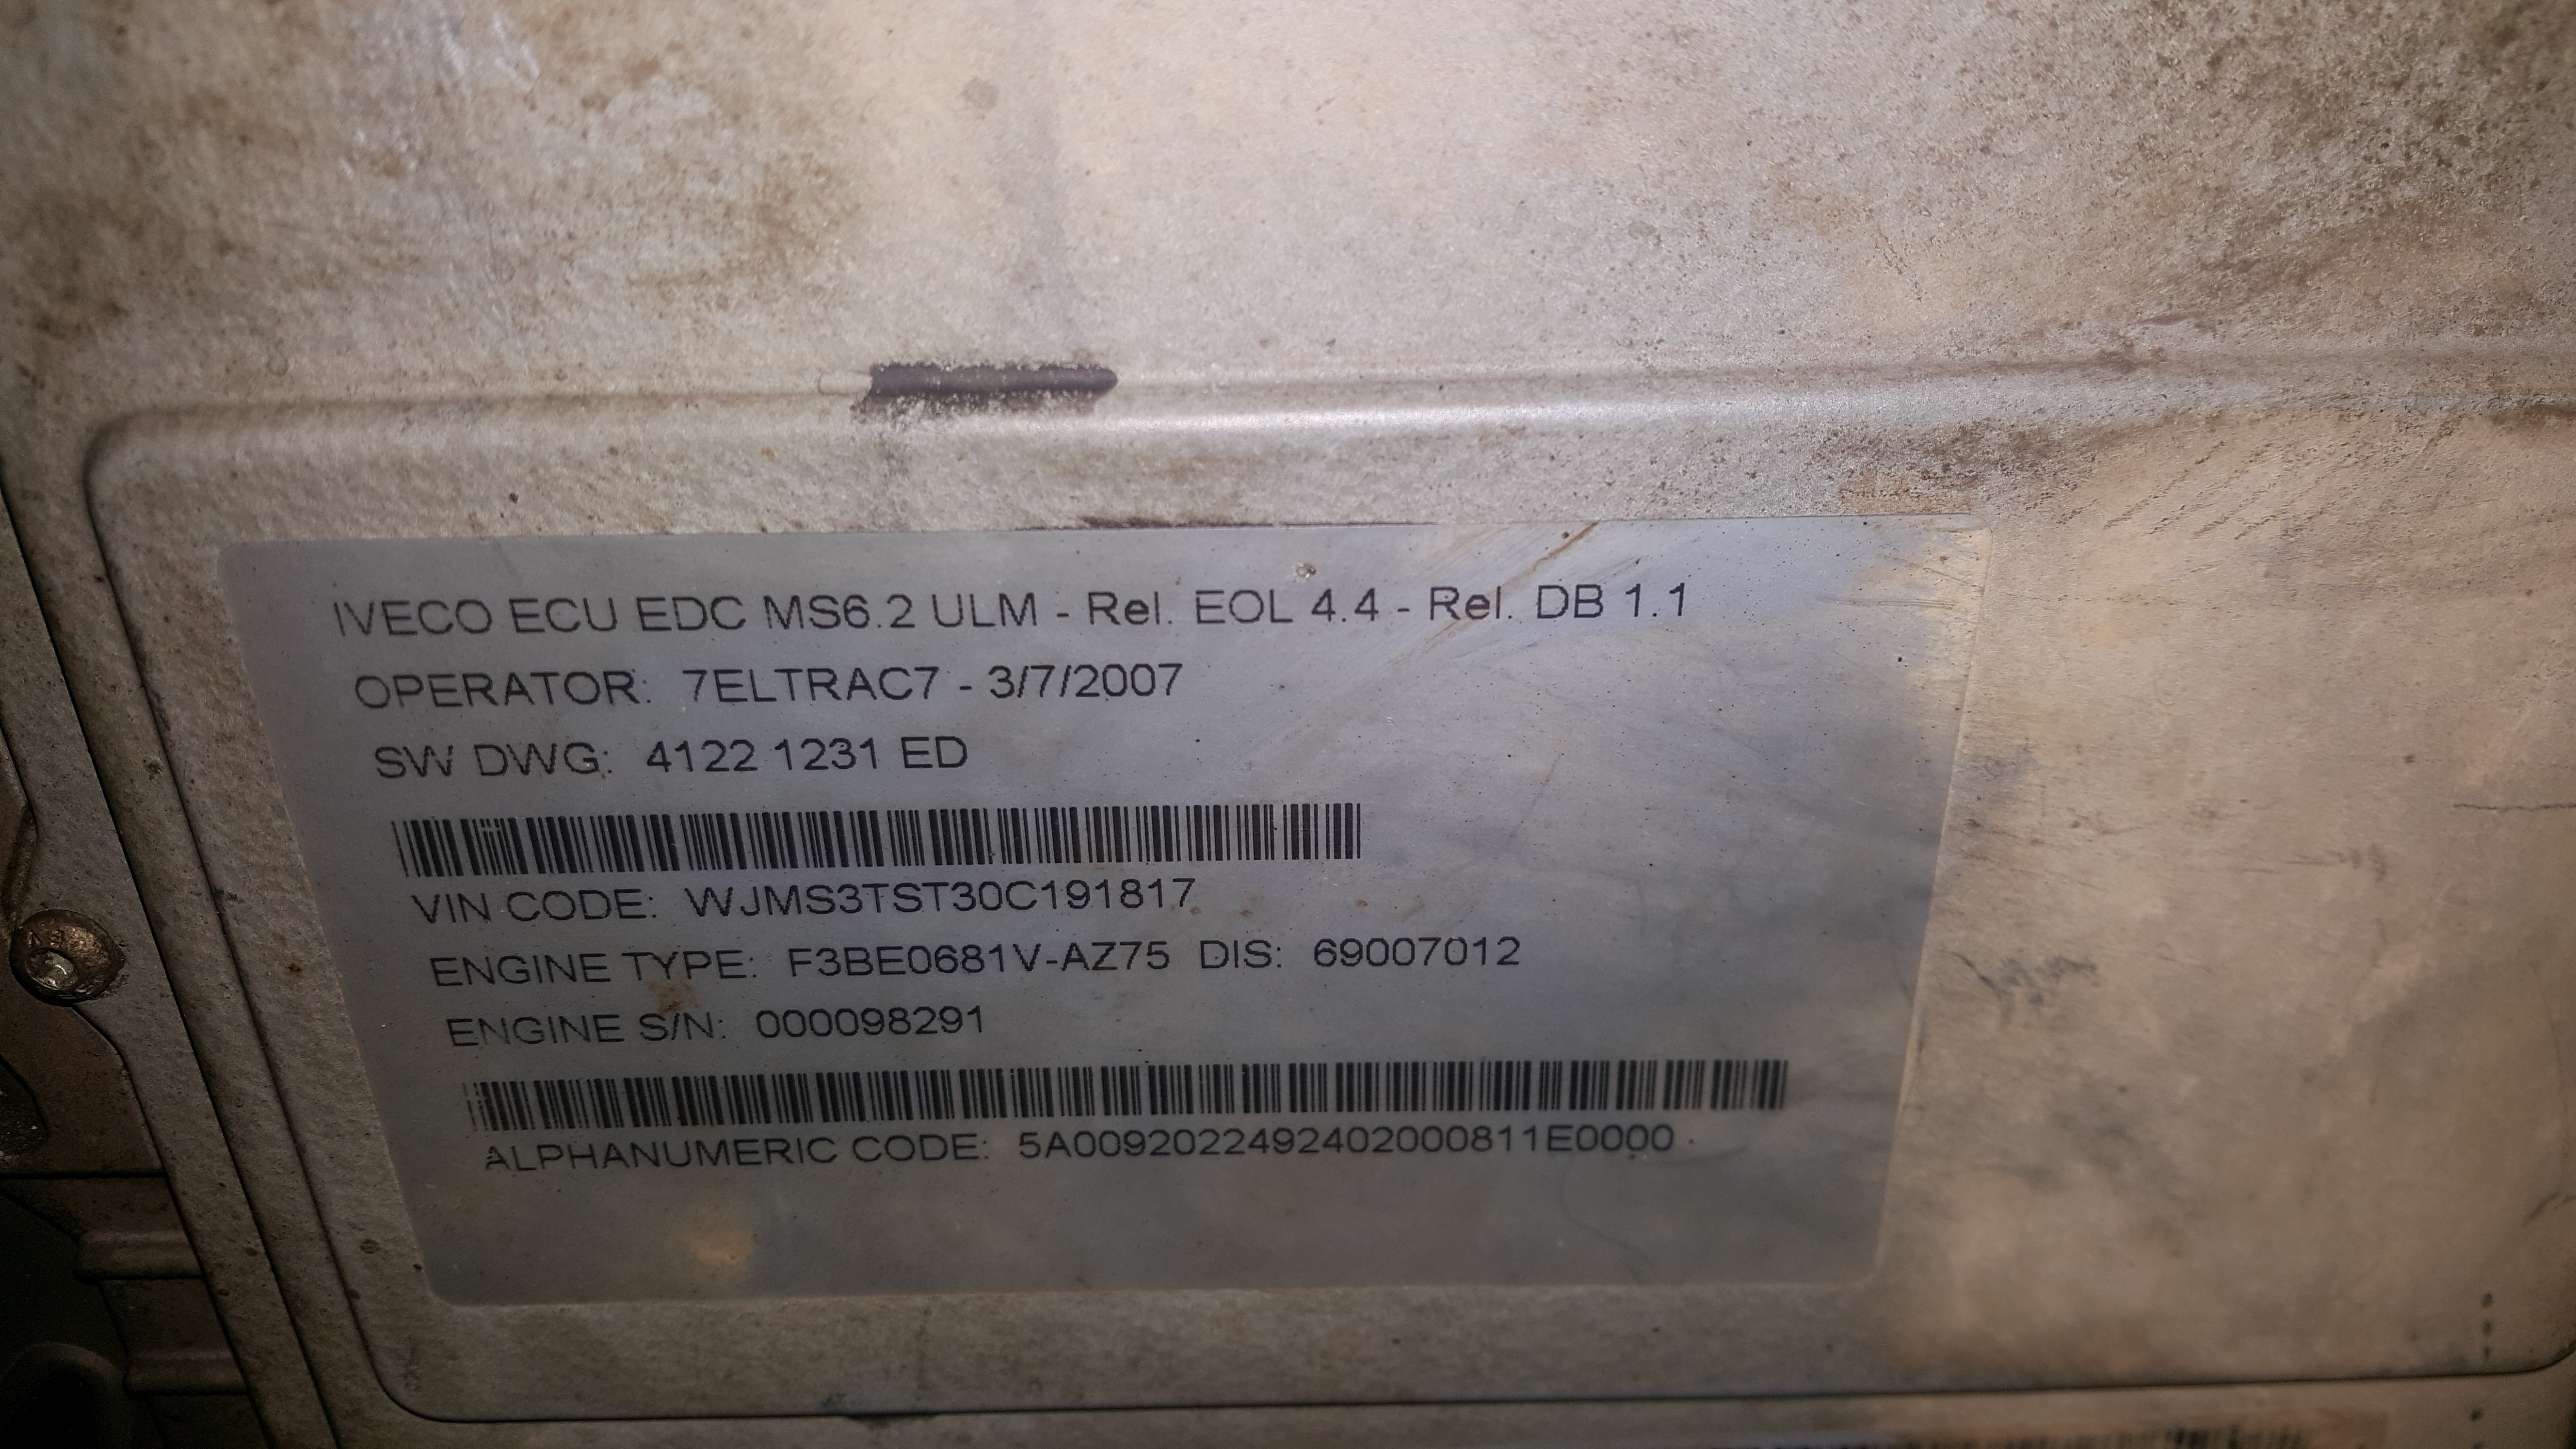 IVECO ECU EDC MS6.2 ULM - Rel. EOL 4.4 - Rel. DB 1.1
OPERATOR: 7ELTRAC7 - 3/7/2007
SW DWG: 4122 1231 ED
VIN CODE: WJMS3TST30C191817
ENGINE TYPE: F3BE0681V-AZ75 DIS: 69007012
ENGINE S/N: 000098291
ALPHANUMERIC CODE: 5A0092022492402000811E0000